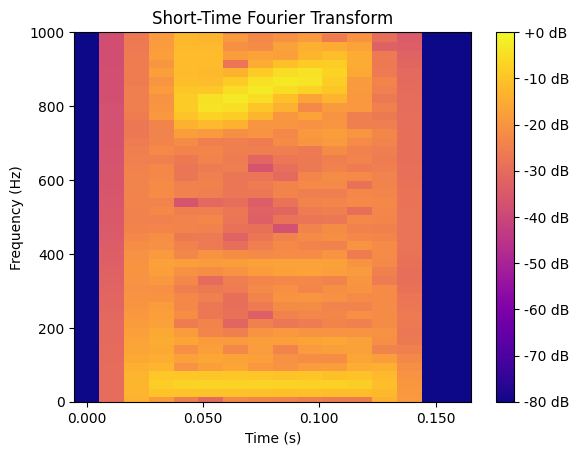 Short-Time Fourier Transform
1000
800
600
400
200
0
Frequency (Hz)
0.000
0.050
0.100
0.150
Time (s)
+0 dB
-10 dB
-20 dB
-30 dB
-40 dB
-50 dB
-60 dB
-70 dB
-80 dB